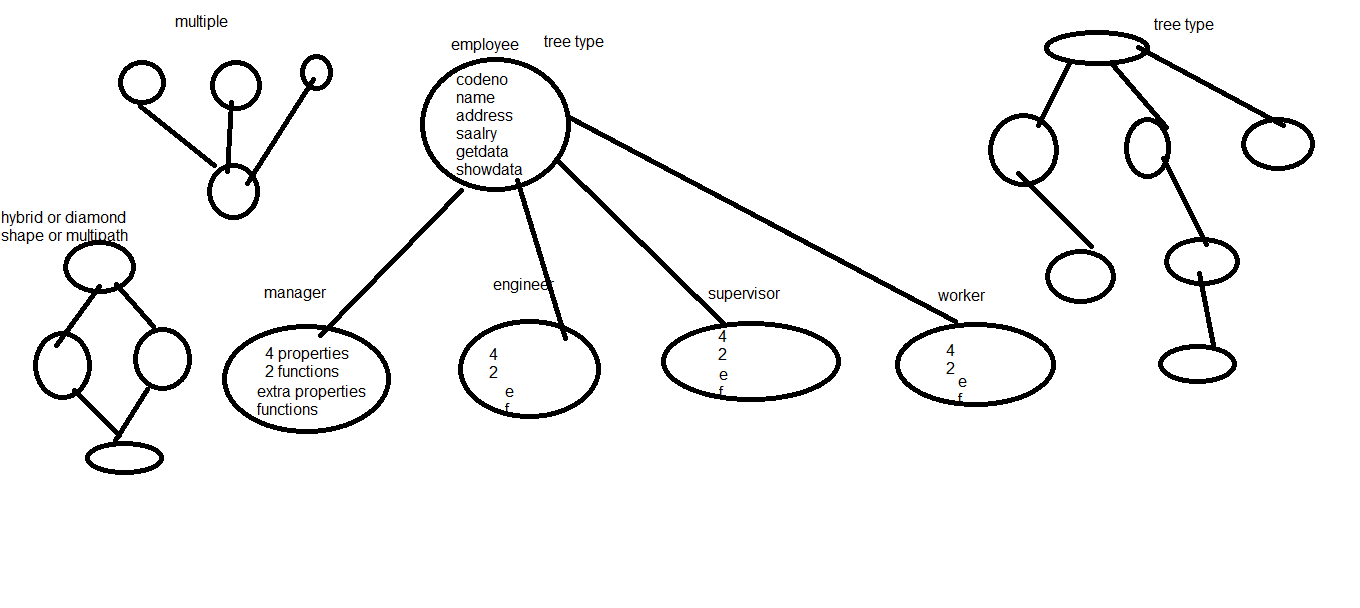 multiple
hybrid or diamond
shape or multipath
employee
tree type
codeno
name
address
saalry
getdata
showdata
manager
4 properties
2 functions
extra properties
functions
engineer
4
2
e
f
supervisor
4
2
e
f
worker
4
2
e
f
tree type